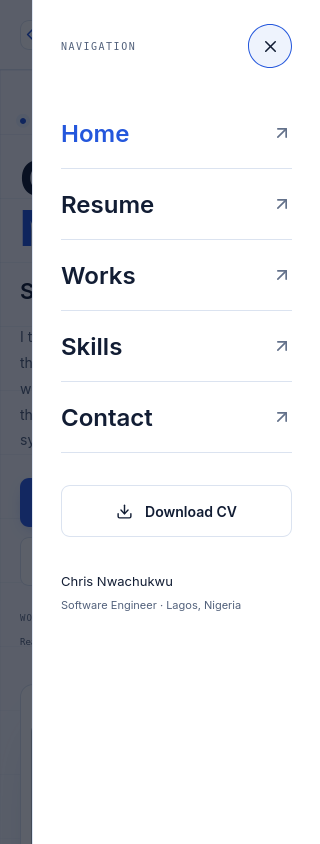 NAVIGATION
Home
Resume
Works
Skills
Contact
Download CV
Chris Nwachukwu
Software Engineer · Lagos, Nigeria